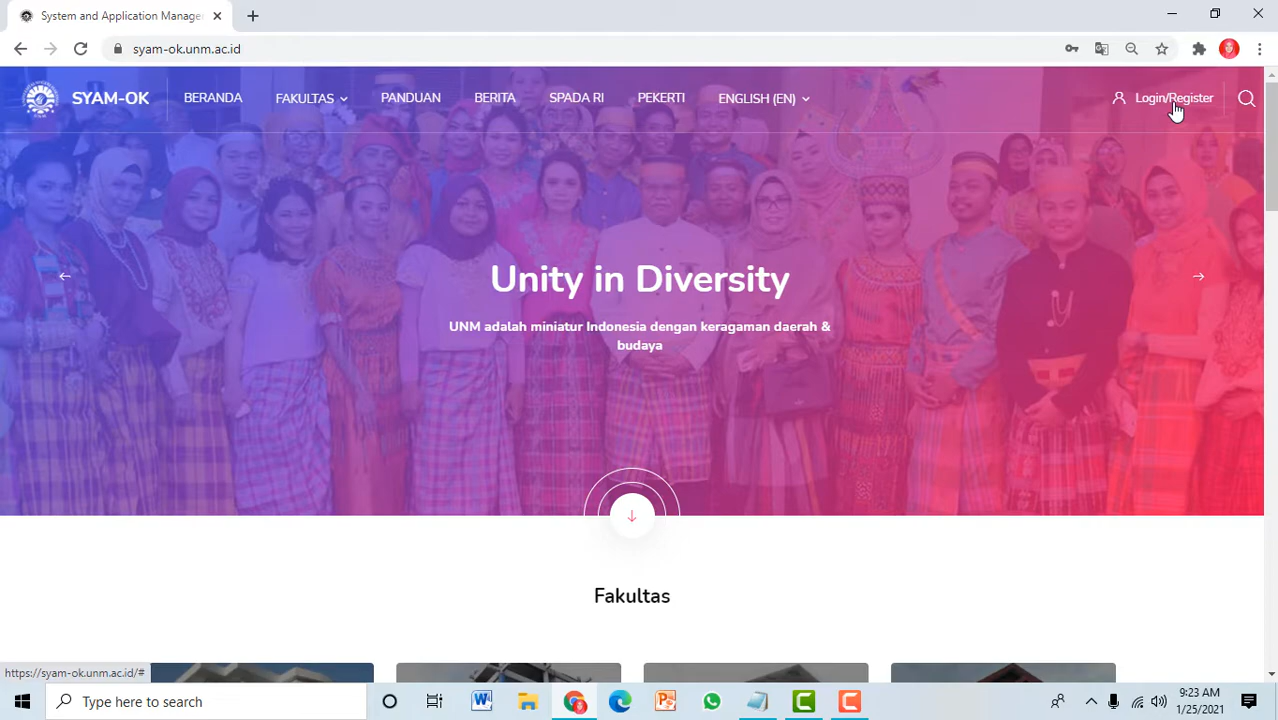 System and Application Management
syam-ok.unm.ac.id
SYAM-OK
BERANDA
FAKULTAS
PANDUAN
BERITA
SPADA RI
PEKERTI
ENGLISH (EN)
Login/Register
Unity in Diversity
UNM adalah miniatur Indonesia dengan keragaman daerah &
budaya
Fakultas
https://syam-ok.unm.ac.id/#
Type here to search
9:23 AM
1/25/2021